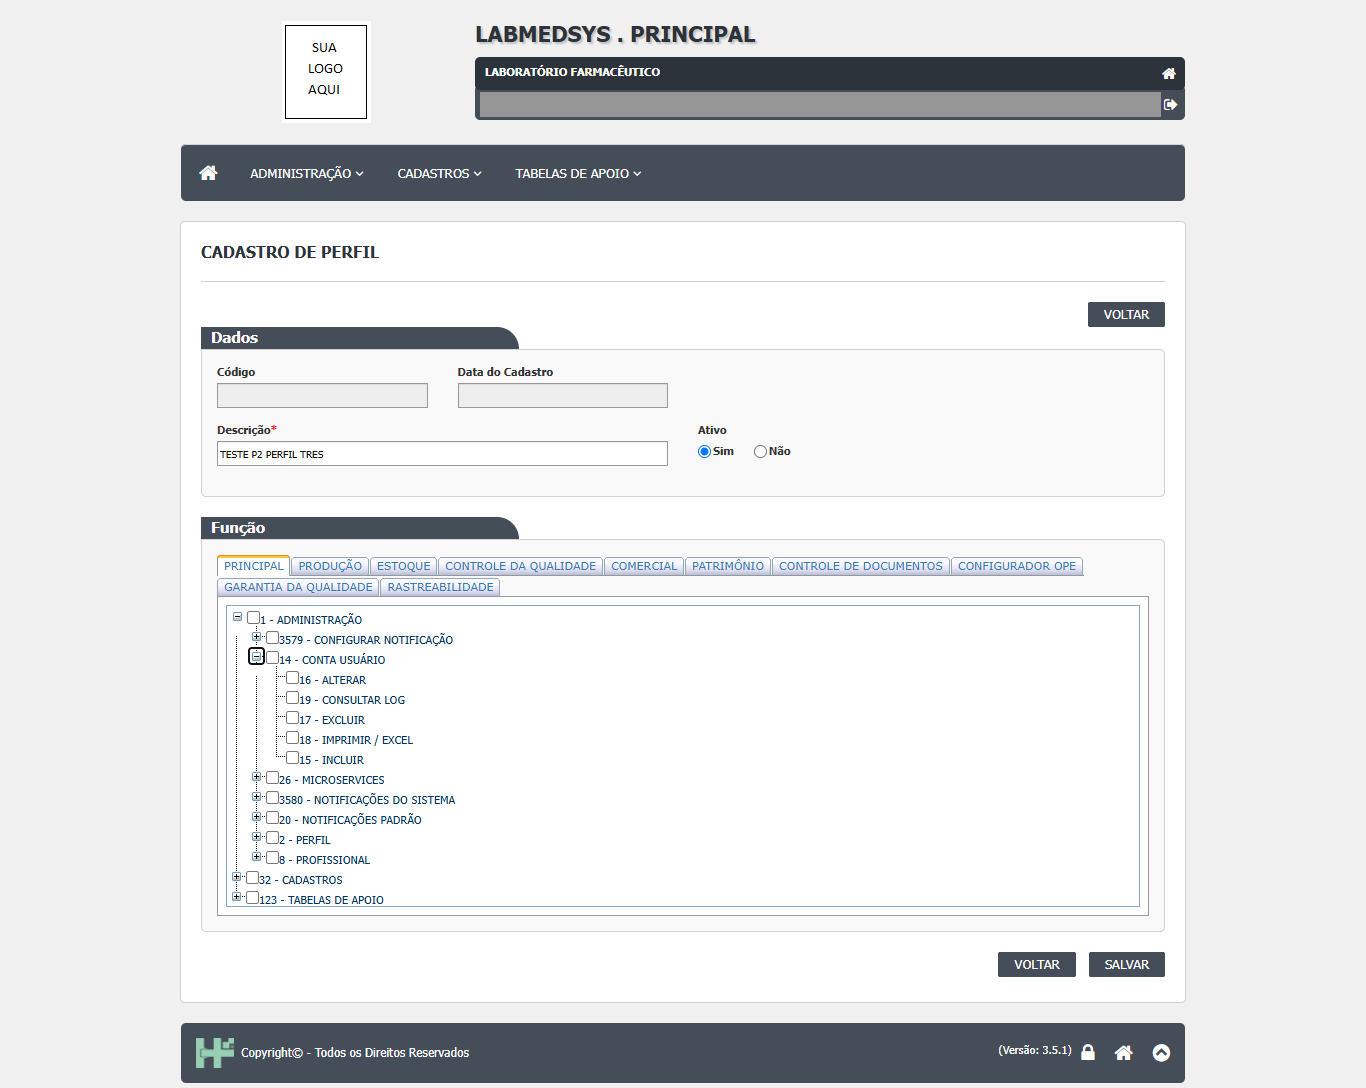 SUA
LOGO
AQUI
LABMEDSYS . PRINCIPAL
LABORATÓRIO FARMACÊUTICO
ADMINISTRAÇÃO CADASTROS TABELAS DE APOIO
CADASTRO DE PERFIL
VOLTAR
Dados
Código Data do Cadastro
Descrição* Ativo
TESTE P2 PERFIL TRES Sim Não
Função
PRINCIPAL PRODUÇÃO ESTOQUE CONTROLE DA QUALIDADE COMERCIAL PATRIMÔNIO CONTROLE DE DOCUMENTOS CONFIGURADOR OPE
GARANTIA DA QUALIDADE RASTREABILIDADE
1 - ADMINISTRAÇÃO
3579 - CONFIGURAR NOTIFICAÇÃO
14 - CONTA USUÁRIO
16 - ALTERAR
19 - CONSULTAR LOG
17 - EXCLUIR
18 - IMPRIMIR / EXCEL
15 - INCLUIR
26 - MICROSERVICES
3580 - NOTIFICAÇÕES DO SISTEMA
20 - NOTIFICAÇÕES PADRÃO
2 - PERFIL
8 - PROFISSIONAL
32 - CADASTROS
123 - TABELAS DE APOIO
VOLTAR SALVAR
Copyright© - Todos os Direitos Reservados (Versão: 3.5.1)